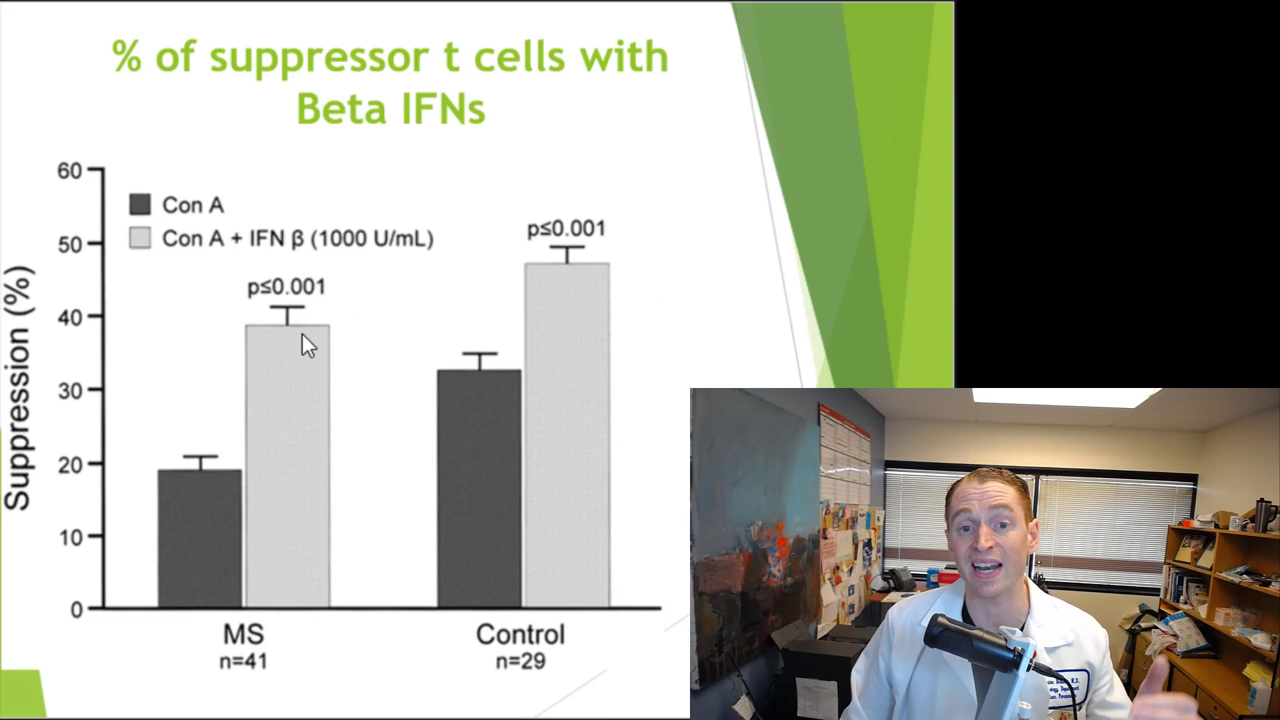 % of suppressor t cells with
Beta IFNs
60
50
40
30
20
10
0
Suppression (%)
Con A
Con A + IFN β (1000 U/mL)
p≤0.001
p≤0.001
MS
n=41
Control
n=29